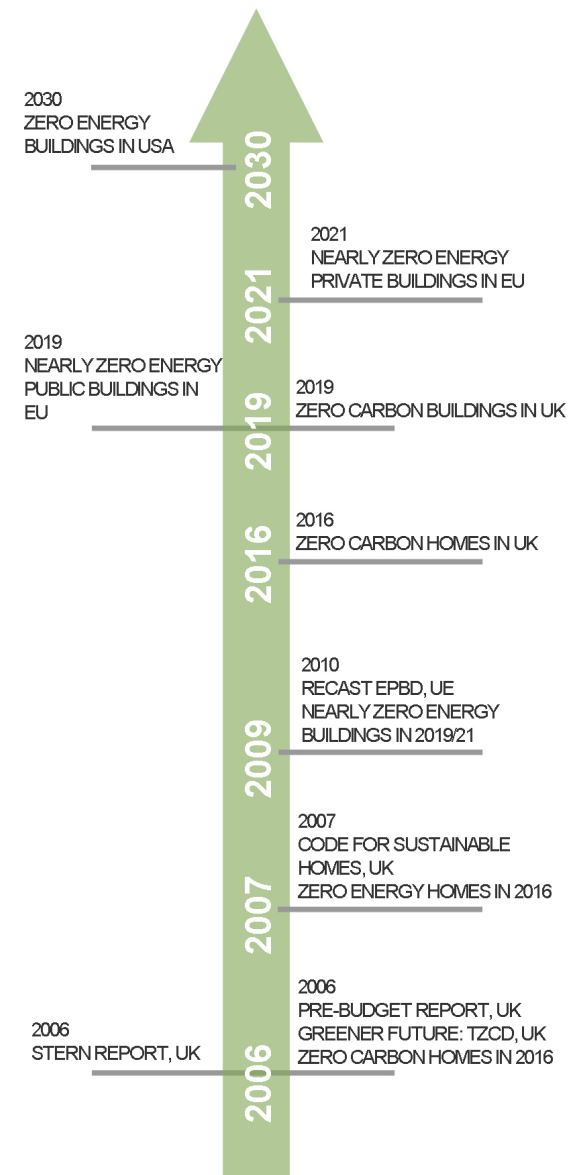 2030
ZERO ENERGY
BUILDINGS IN USA
2030
2021
NEARLY ZERO ENERGY
PRIVATE BUILDINGS IN EU
2021
2019
NEARLY ZERO ENERGY
PUBLIC BUILDINGS IN
EU
2019
ZERO CARBON BUILDINGS IN UK
2019
2016
ZERO CARBON HOMES IN UK
2016
2010
RECAST EPBD, UE
NEARLY ZERO ENERGY
BUILDINGS IN 2019/21
2009
2007
CODE FOR SUSTAINABLE
HOMES, UK
ZERO ENERGY HOMES IN 2016
2007
2006
STERN REPORT, UK
2006
PRE-BUDGET REPORT, UK
GREENER FUTURE: TZCD, UK
ZERO CARBON HOMES IN 2016
2006